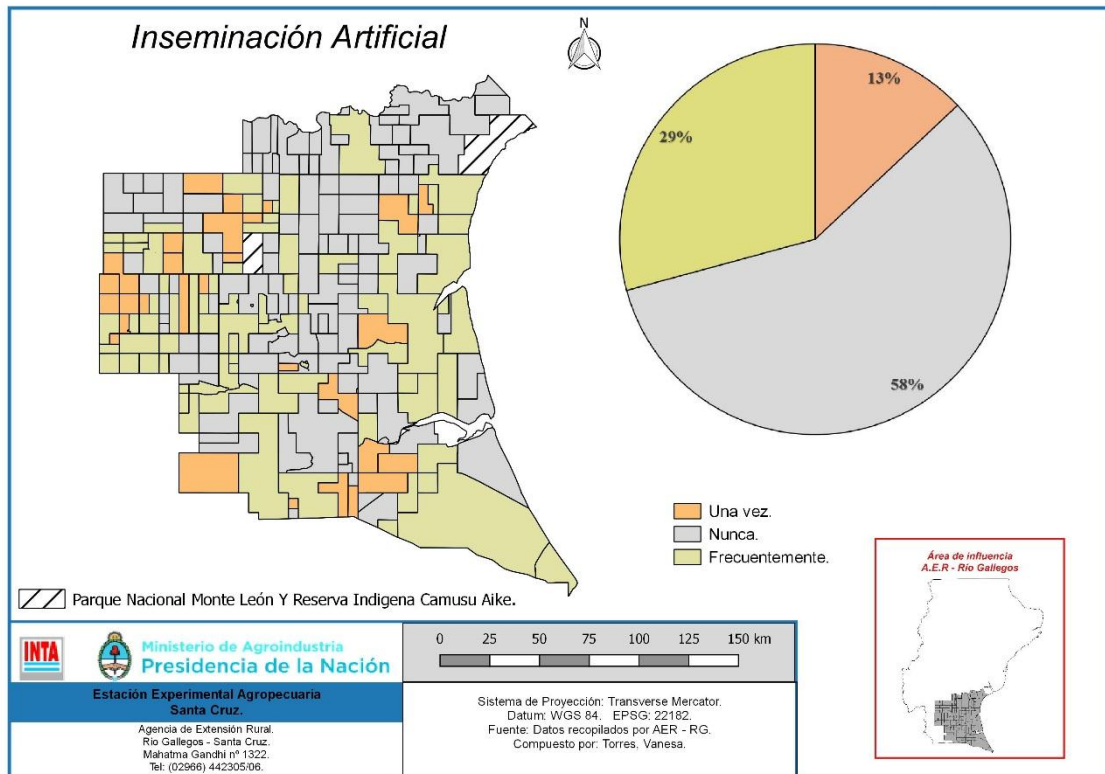 Inseminación Artificial
N
13%
29%
58%
Una vez.
Nunca.
Frecuentemente.
Parque Nacional Monte León Y Reserva Indigena Camusu Aike.
Área de influencia
A.E.R - Río Gallegos
INTA
Ministerio de Agroindustria
Presidencia de la Nación
Estación Experimental Agropecuaria
Santa Cruz.
Agencia de Extensión Rural.
Río Gallegos - Santa Cruz.
Mahatma Gandhi nº 1322.
Tel: (02966) 442305/06.
0 25 50 75 100 125 150 km
Sistema de Proyección: Transverse Mercator.
Datum: WGS 84. EPSG: 22182.
Fuente: Datos recopilados por AER - RG.
Compuesto por: Torres. Vanesa.